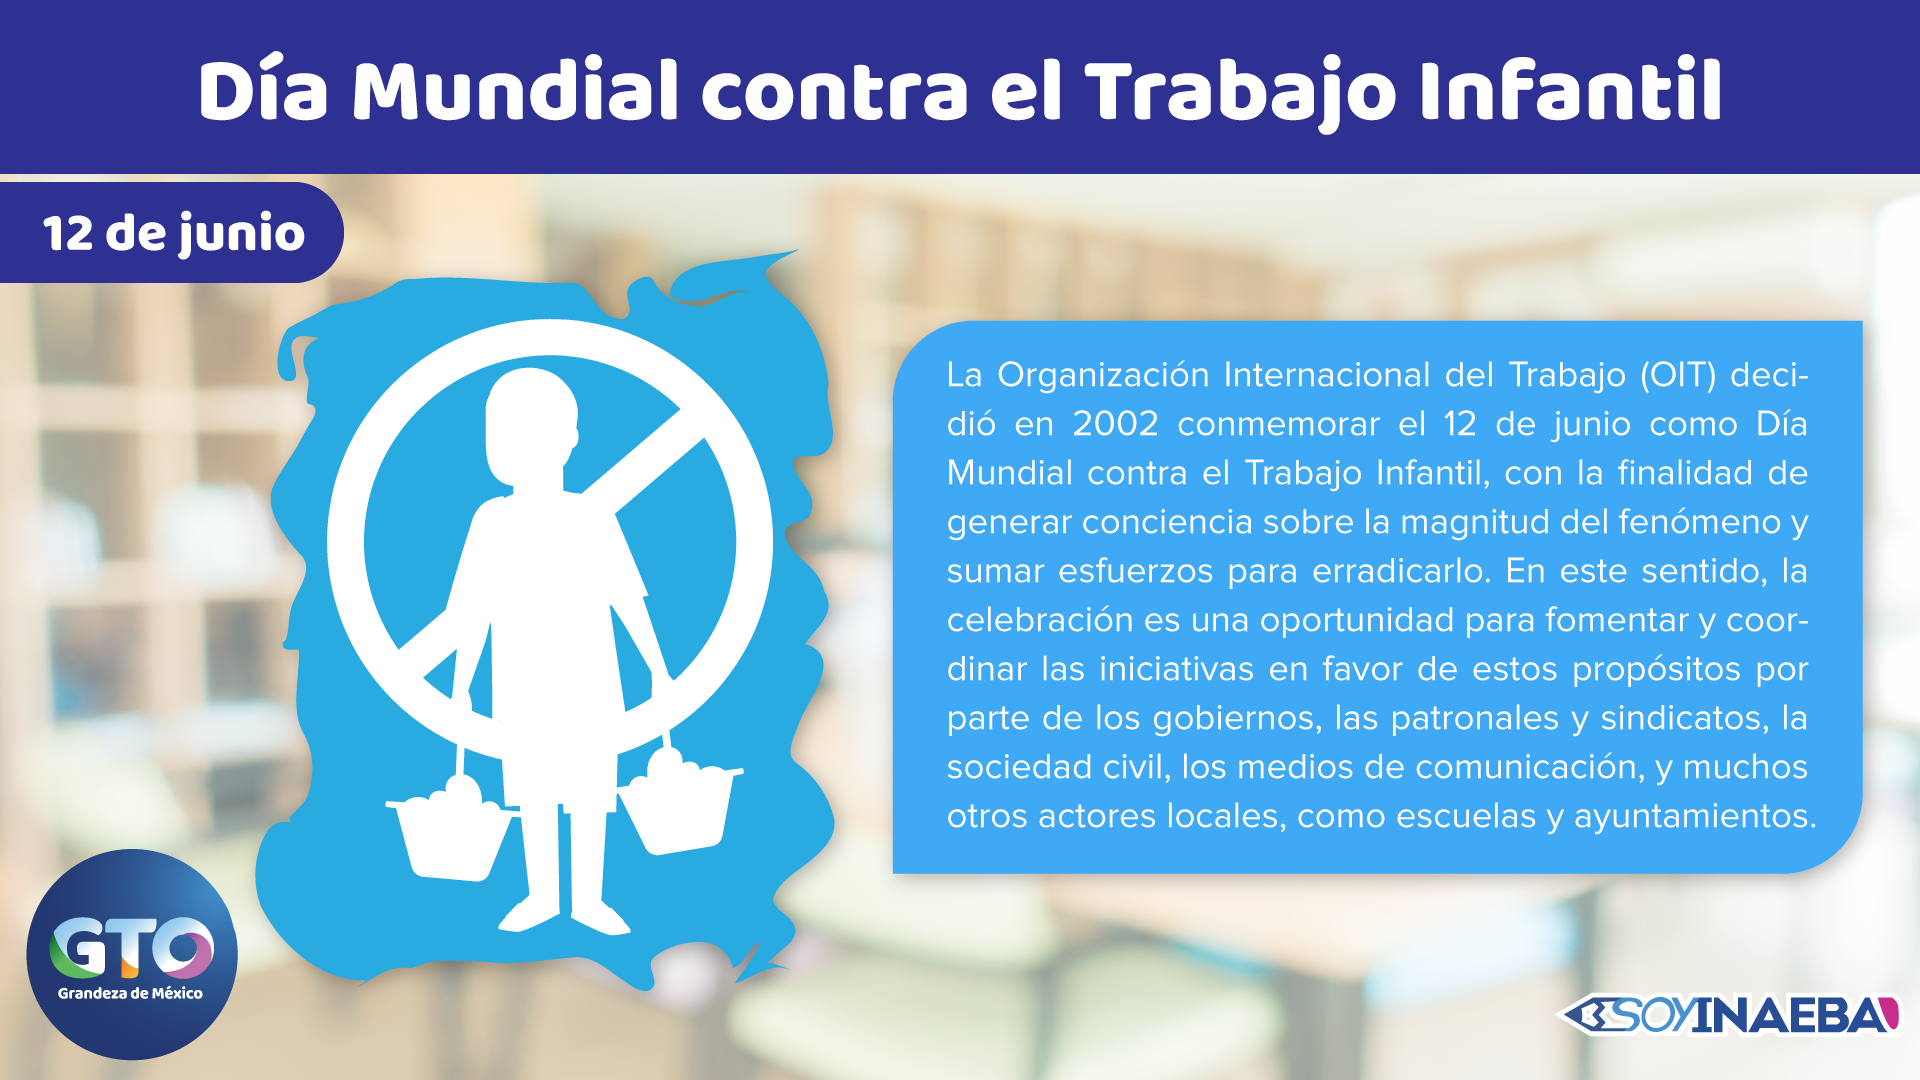 Día Mundial contra el Trabajo Infantil
12 de junio
La Organización Internacional del Trabajo (OIT) deci-
dió en 2002 conmemorar el 12 de junio como Día
Mundial contra el Trabajo Infantil, con la finalidad de
generar conciencia sobre la magnitud del fenómeno y
sumar esfuerzos para erradicarlo. En este sentido, la
celebración es una oportunidad para fomentar y coor-
dinar las iniciativas en favor de estos propósitos por
parte de los gobiernos, las patronales y sindicatos, la
sociedad civil, los medios de comunicación, y muchos
otros actores locales, como escuelas y ayuntamientos.
GTO
Grandeza de México
SOYINAEBA